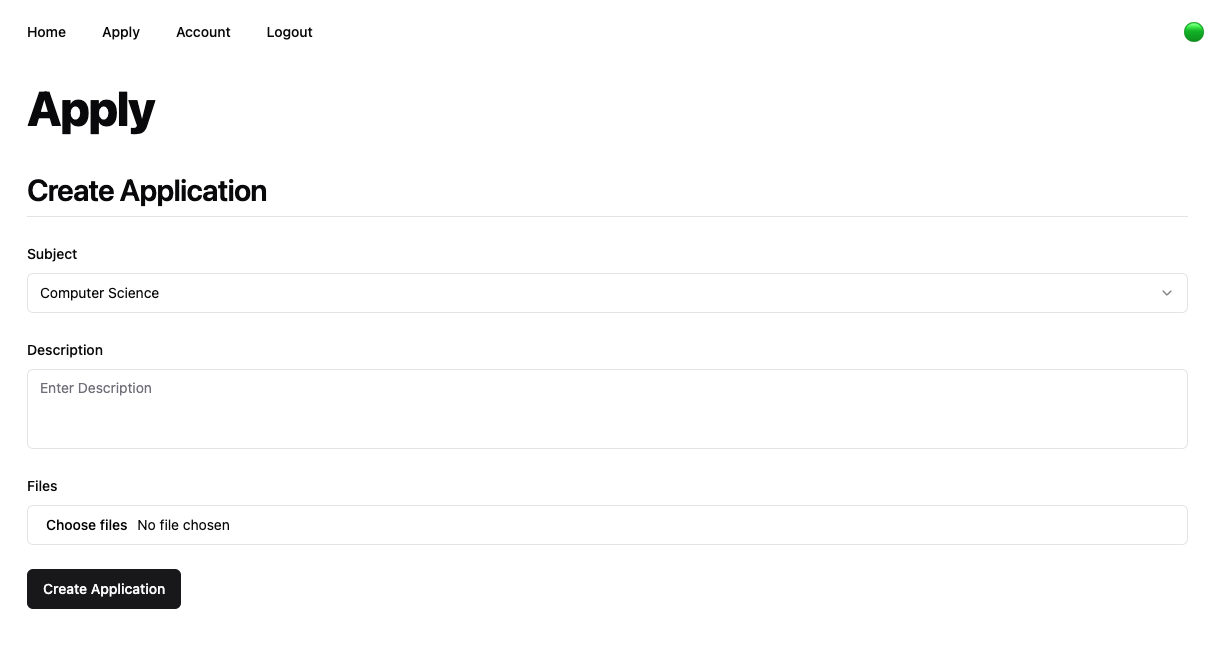 Home Apply Account Logout
Apply
Create Application
Subject
Computer Science
Description
Enter Description
Files
Choose files No file chosen
Create Application